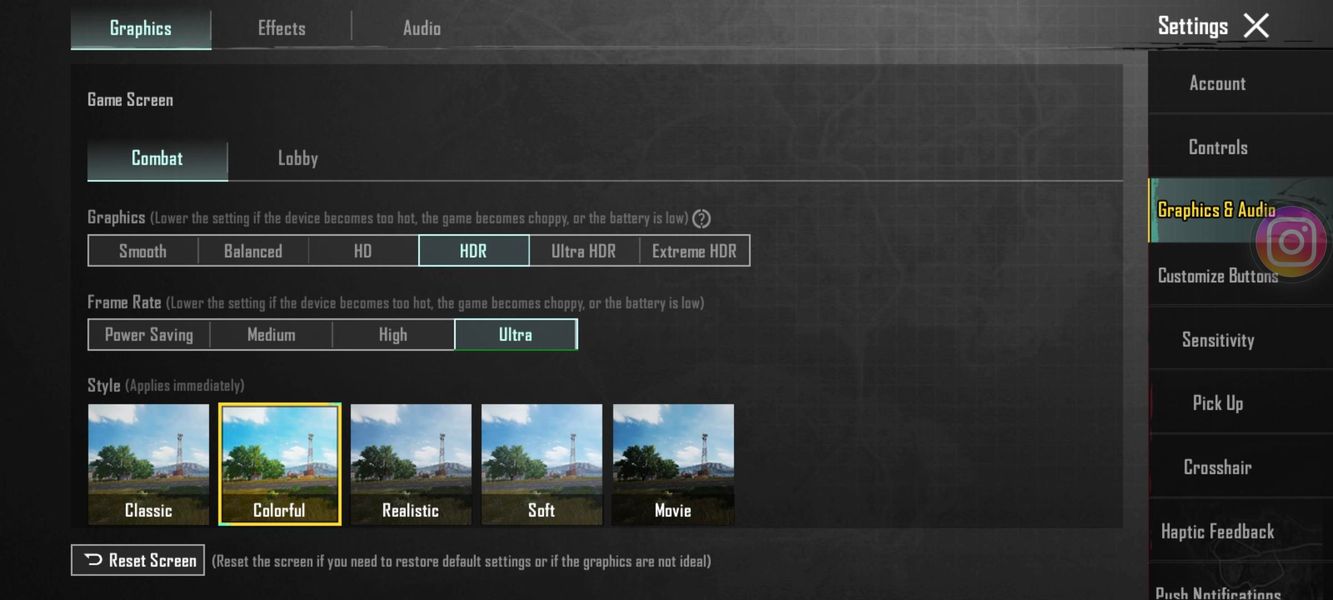 Graphics Effects Audio Settings
Game Screen
Combat Lobby
Graphics (Lower the setting if the device becomes too hot, the game becomes choppy, or the battery is low)
Smooth Balanced HD HDR Ultra HDR Extreme HDR
Frame Rate (Lower the setting if the device becomes too hot, the game becomes choppy, or the battery is low)
Power Saving Medium High Ultra
Style (Applies immediately)
Classic Colorful Realistic Soft Movie
Reset Screen (Reset the screen if you need to restore default settings or if the graphics are not ideal)
Account
Controls
Graphics & Audio
Customize Buttons
Sensitivity
Pick Up
Crosshair
Haptic Feedback
Push Notifications